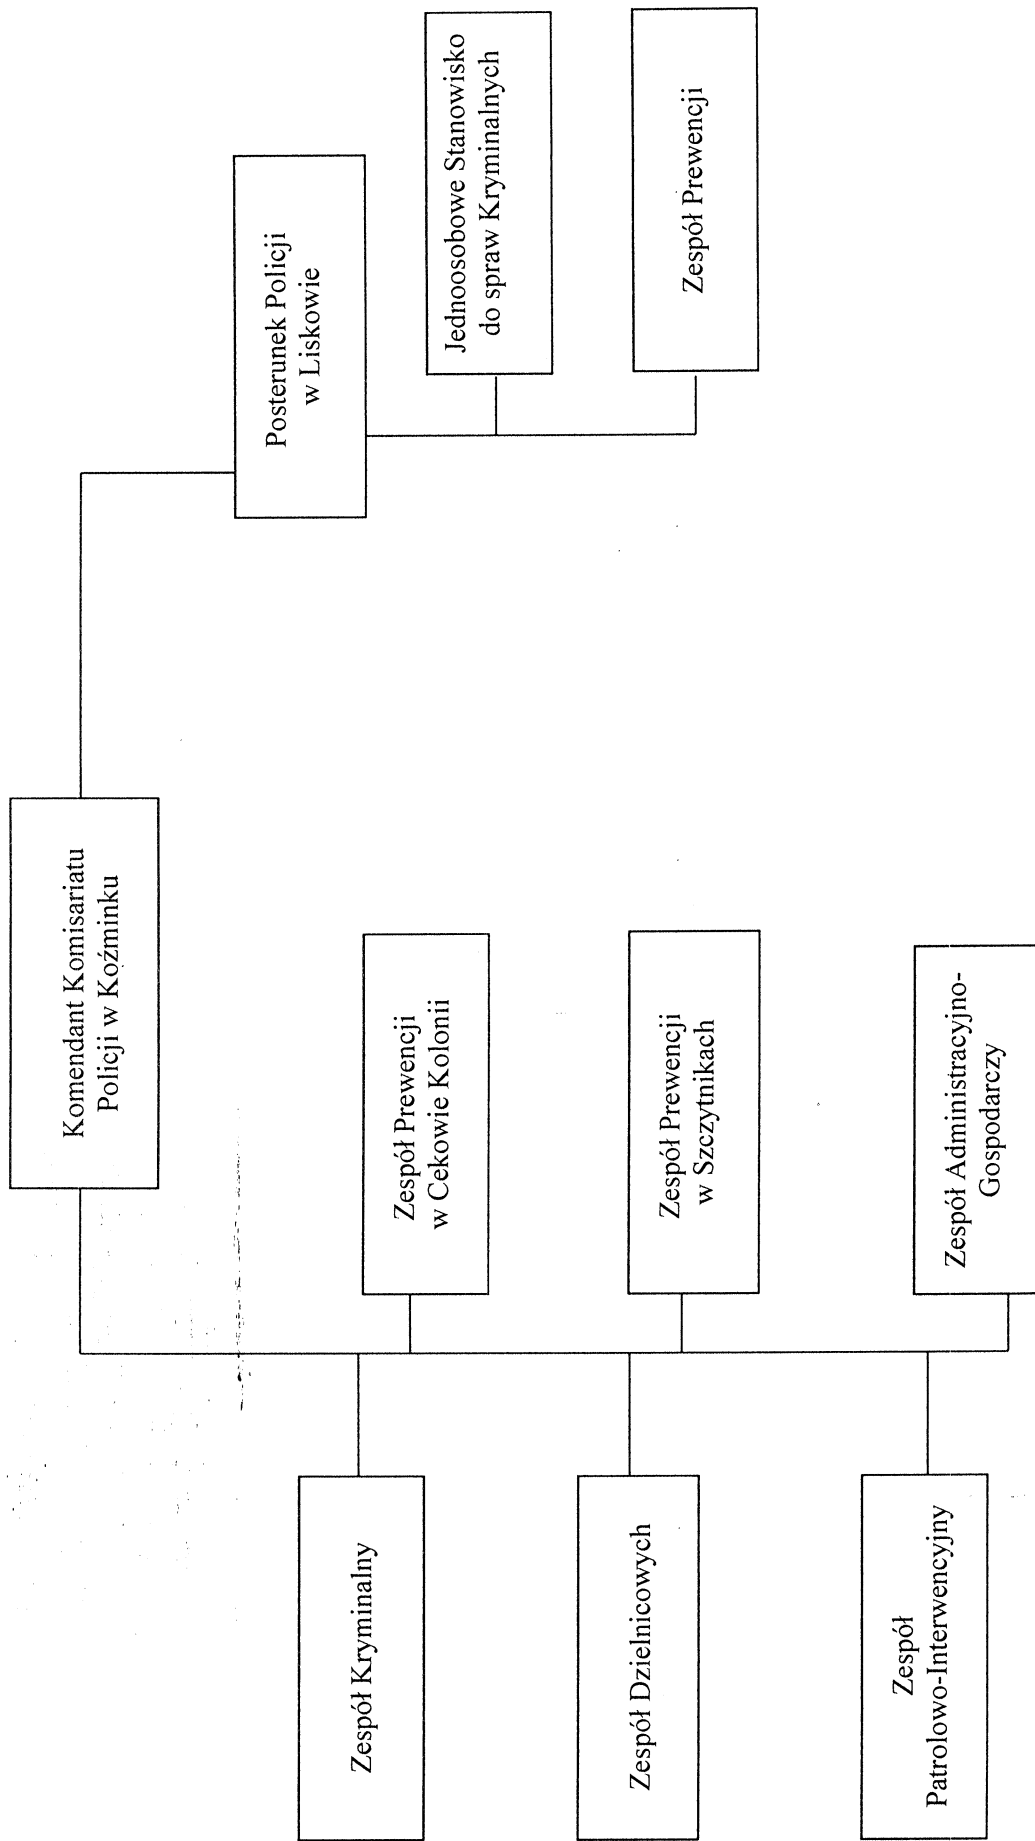 Komendant Komisariatu
Policji w Koźminku
Posterunek Policji
w Liskowie
Jednoosobowe Stanowisko
do spraw Kryminalnych
Zespół Prewencji
Zespół Kryminalny
Zespół Prewencji
w Cekowie Kolonii
Zespół Dzielnicowych
Zespół Prewencji
w Szczytnikach
Zespół
Patrolowo-Interwencyjny
Zespół Administracyjno-
Gospodarczy